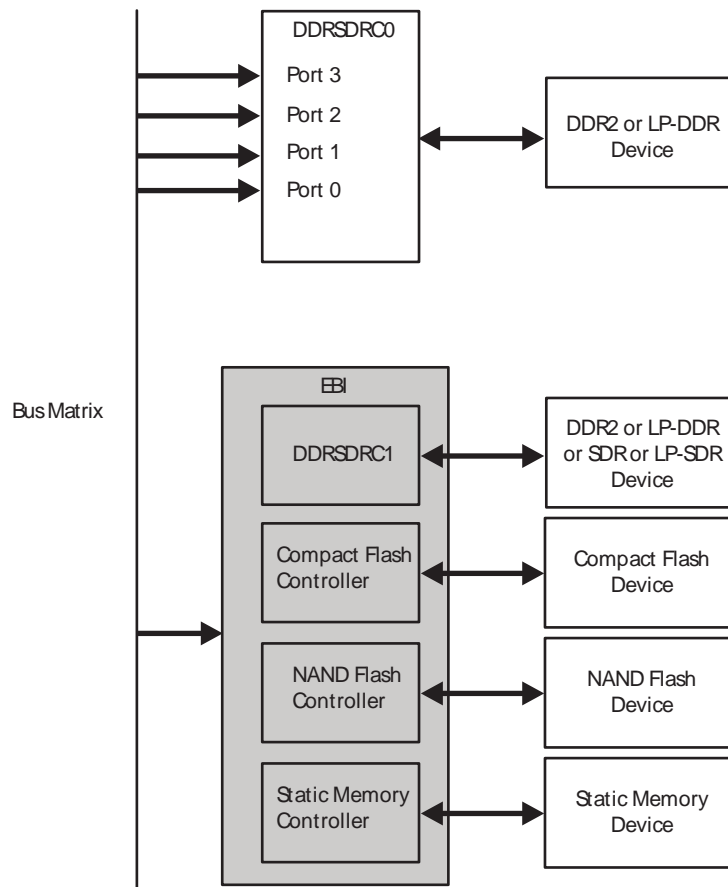 DDRSDRC0
Port 3
Port 2
Port 1
Port 0
DDR2 or LP-DDR
Device
Bus Matrix
EBI
DDRSDRC1
DDR2 or LP-DDR
or SDR or LP-SDR
Device
Compact Flash
Controller
Compact Flash
Device
NAND Flash
Controller
NAND Flash
Device
Static Memory
Controller
Static Memory
Device